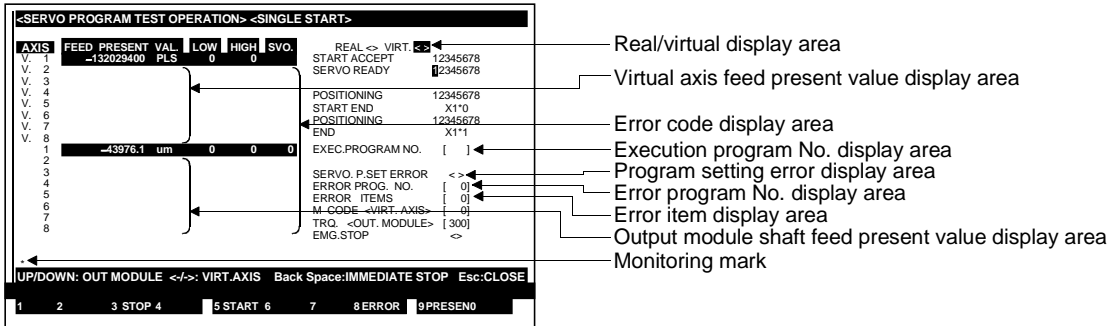 <SERVO PROGRAM TEST OPERATION> <SINGLE START>
AXIS FEED PRESENT VAL. LOW HIGH SVO. REAL <> VIRT. < >
V. 1 –132029400 PLS 0 0 START ACCEPT 12345678
V. 2 SERVO READY 12345678
V. 3
V. 4 POSITIONING 12345678
V. 5 START END X1*0
V. 6 POSITIONING 12345678
V. 7 END X1*1
V. 8
1 –43976.1 um 0 0 0 EXEC.PROGRAM NO. [ ]
2
3 SERVO. P.SET ERROR < >
4 ERROR PROG. NO. [ 0]
5 ERROR ITEMS [ 0]
6 M CODE <VIRT. AXIS> [ 0]
7 TRQ. <OUT. MODULE> [ 300]
8 EMG.STOP <>
*
UP/DOWN: OUT MODULE <-/->: VIRT.AXIS Back Space:IMMEDIATE STOP Esc:CLOSE
1 2 3 STOP 4 5 START 6 7 8 ERROR 9 PRESEN0
Real/virtual display area
Virtual axis feed present value display area
Error code display area
Execution program No. display area
Program setting error display area
Error program No. display area
Error item display area
Output module shaft feed present value display area
Monitoring mark